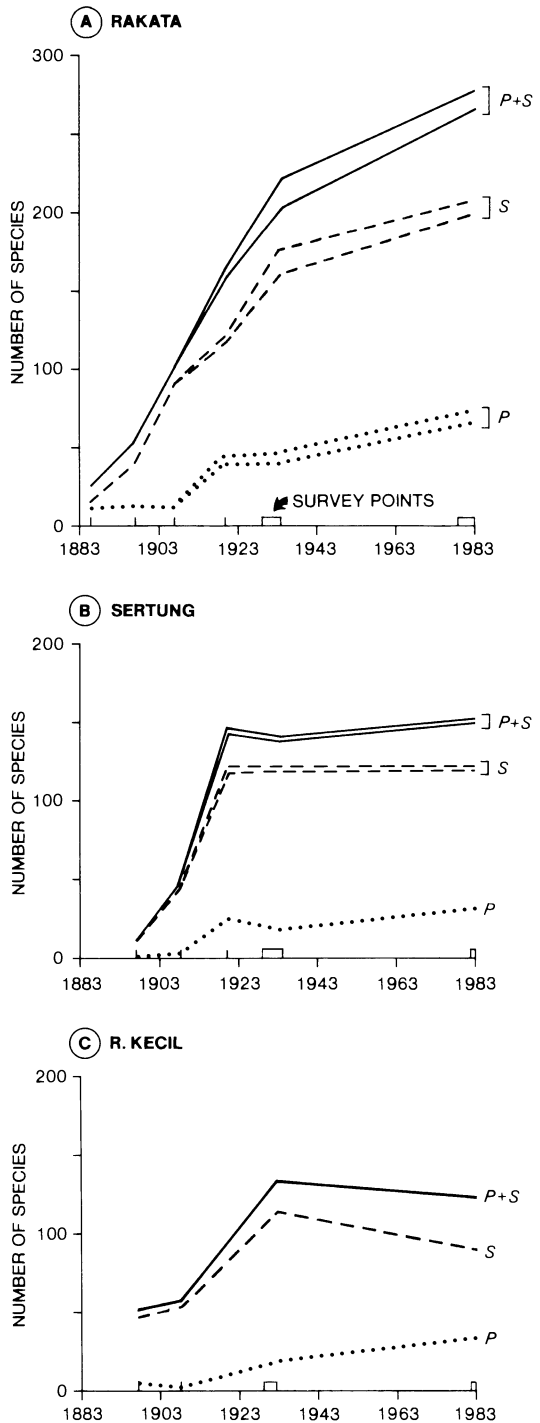 A RAKATA
300
200
100
0
NUMBER OF SPECIES
P+S
S
P
SURVEY POINTS
1883 1903 1923 1943 1963 1983
B SERTUNG
200
100
0
NUMBER OF SPECIES
P+S
S
P
1883 1903 1923 1943 1963 1983
C R. KECIL
200
100
0
NUMBER OF SPECIES
P+S
S
P
1883 1903 1923 1943 1963 1983